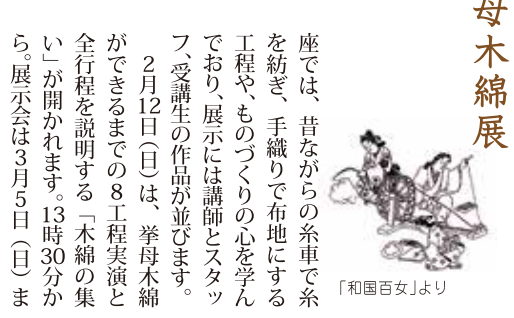 母木綿展
座では、昔ながらの糸車で糸
を紡ぎ、手織りで布地にする
工程や、ものづくりの心を学ん
でおり、展示には講師とスタッ
フ、受講生の作品が並びます。
２月12日（日）は、挙母木綿
ができるまでの８工程実演と
全行程を説明する「木綿の集
い」が開かれます。13時30分か
ら。展示会は３月５日（日）ま
「和国百女」より